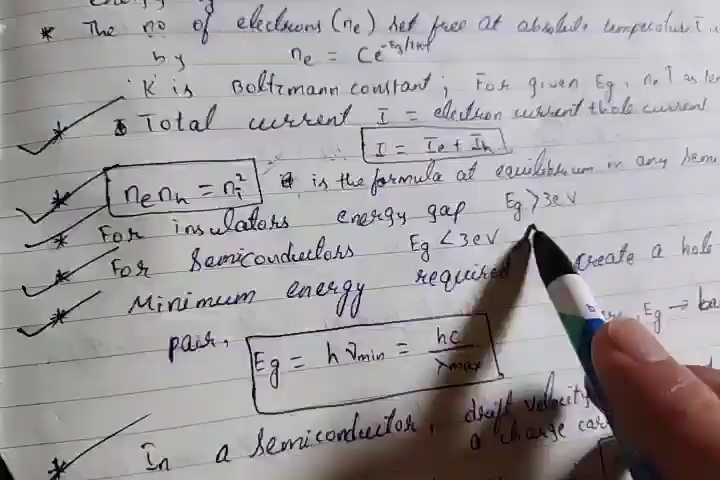 * The no of electrons (ne) set free at absolute temperature T
by ne = Ce^-Eg/2kT
K is Boltzmann constant; For given Eg, ne ↑ as
* Total current I = electron current + hole current
I = Ie + Ih
* nenh = ni² is the formula at equilibrium in any
* For insulators energy gap Eg > 3eV
* For semiconductors Eg < 3eV
* Minimum energy required create a hole
pair, Eg → 
Eg = hνmin = hc/λmax
* In a semiconductor, drift velocity
a charge